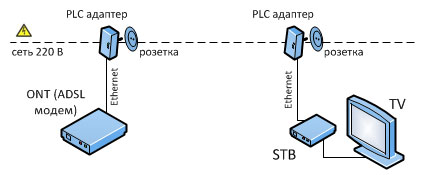 PLC адаптер
PLC адаптер
сеть 220 В
розетка
розетка
Ethernet
Ethernet
ONT (ADSL
модем)
TV
STB